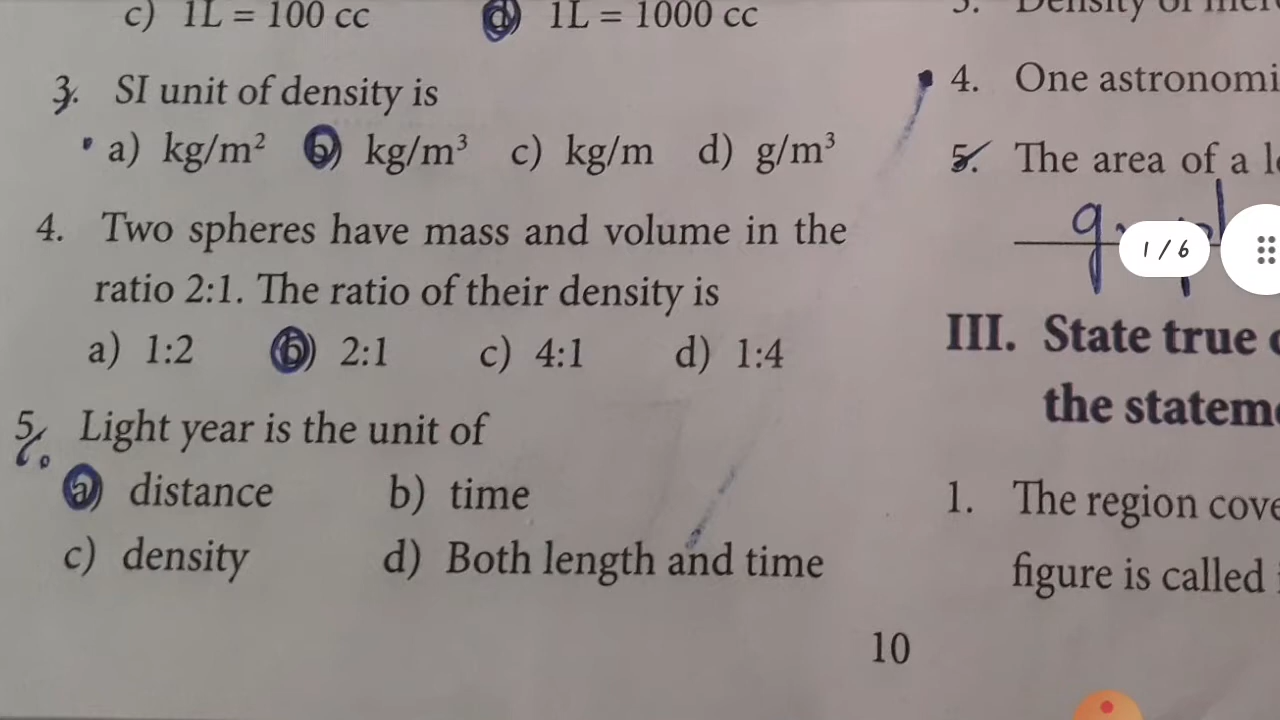 c) 1L = 100 cc d) 1L = 1000 cc
3. SI unit of density is
a) kg/m² b) kg/m³ c) kg/m d) g/m³
4. Two spheres have mass and volume in the
ratio 2:1. The ratio of their density is
a) 1:2 b) 2:1 c) 4:1 d) 1:4
5. Light year is the unit of
a) distance b) time
c) density d) Both length and time
10
3. Density of
4. One astronomi
5. The area of a
1 / 6
III. State true
the statem
1. The region cove
figure is called